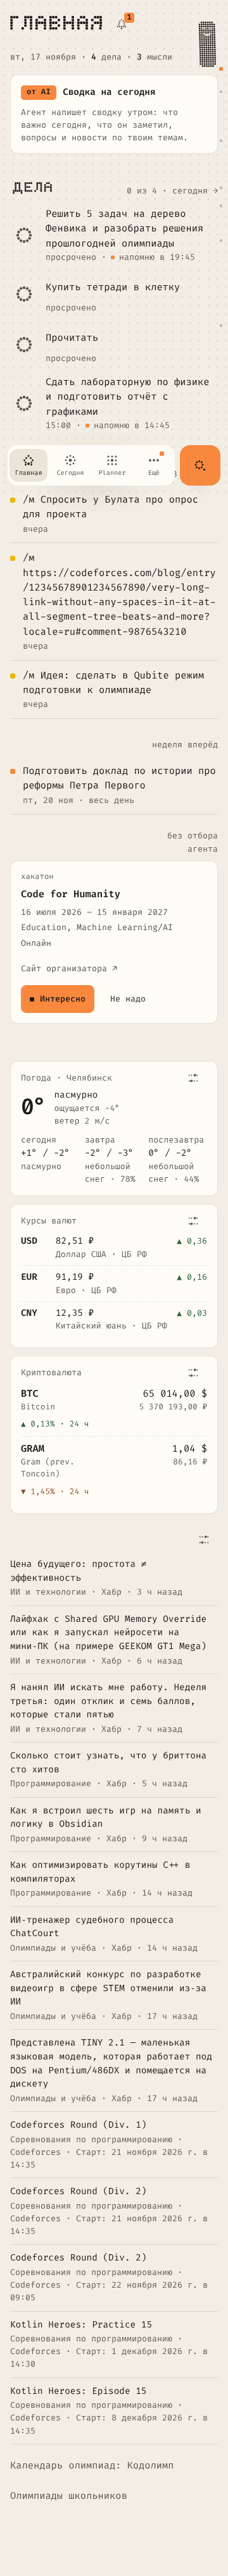 ГЛАВНАЯ
1
вт, 17 ноября · 4 дела · 3 мысли
от AI Сводка на сегодня
Агент напишет сводку утром: что
важно сегодня, что он заметил,
вопросы и новости по твоим темам.
ДЕЛА
0 из 4 · сегодня →
Решить 5 задач на дерево
Фенвика и разобрать решения
прошлогодней олимпиады
просрочено · напомню в 19:45
Купить тетради в клетку
просрочено
Прочитать
просрочено
Сдать лабораторную по физике
и подготовить отчёт с
графиками
15:00 · напомню в 14:45
Главная
Сегодня
Planner
Ещё
/м Спросить у Булата про опрос
для проекта
вчера
/м
https://codeforces.com/blog/entry
/12345678901234567890/very-long-
link-without-any-spaces-in-it-at-
all-segment-tree-beats-and-more?
locale=ru#comment-9876543210
вчера
/м Идея: сделать в Qubite режим
подготовки к олимпиаде
вчера
неделя вперёд
Подготовить доклад по истории про
реформы Петра Первого
пт, 20 ноя · весь день
без отбора
агента
хакатон
Code for Humanity
16 июля 2026 — 15 января 2027
Education, Machine Learning/AI
Онлайн
Сайт организатора ↗
Интересно
Не надо
Погода · Челябинск
0°
пасмурно
ощущается -4°
ветер 2 м/с
сегодня
завтра
послезавтра
+1° / -2°
-2° / -3°
0° / -2°
пасмурно
небольшой
снег · 78%
небольшой
снег · 44%
Курсы валют
USD 82,51 ₽ ▲ 0,36
Доллар США · ЦБ РФ
EUR 91,19 ₽ ▲ 0,16
Евро · ЦБ РФ
CNY 12,35 ₽ ▲ 0,03
Китайский юань · ЦБ РФ
Криптовалюта
BTC 65 014,00 $
Bitcoin 5 370 193,00 ₽
▲ 0,13% · 24 ч
GRAM 1,04 $
Gram (prev. 86,16 ₽
Toncoin)
▼ 1,45% · 24 ч
Цена будущего: простота ≠
эффективность
ИИ и технологии · Хабр · 3 ч назад
Лайфхак с Shared GPU Memory Override
или как я запускал нейросети на
мини-ПК (на примере GEEKOM GT1 Mega)
ИИ и технологии · Хабр · 6 ч назад
Я нанял ИИ искать мне работу. Неделя
третья: один отклик и семь баллов,
которые стали пятью
ИИ и технологии · Хабр · 7 ч назад
Сколько стоит узнать, что у бриттона
сто хитов
Программирование · Хабр · 5 ч назад
Как я встроил шесть игр на память и
логику в Obsidian
Программирование · Хабр · 9 ч назад
Как оптимизировать корутины C++ в
компиляторах
Программирование · Хабр · 14 ч назад
ИИ-тренажер судебного процесса
ChatCourt
Олимпиады и учёба · Хабр · 14 ч назад
Австралийский конкурс по разработке
видеоигр в сфере STEM отменили из-за
ИИ
Олимпиады и учёба · Хабр · 17 ч назад
Представлена TINY 2.1 — маленькая
языковая модель, которая работает под
DOS на Pentium/486DX и помещается на
дискету
Олимпиады и учёба · Хабр · 17 ч назад
Codeforces Round (Div. 1)
Соревнования по программированию ·
Codeforces · Старт: 21 ноября 2026 г. в
14:35
Codeforces Round (Div. 2)
Соревнования по программированию ·
Codeforces · Старт: 21 ноября 2026 г. в
14:35
Codeforces Round (Div. 2)
Соревнования по программированию ·
Codeforces · Старт: 22 ноября 2026 г. в
09:05
Kotlin Heroes: Practice 15
Соревнования по программированию ·
Codeforces · Старт: 1 декабря 2026 г. в
14:30
Kotlin Heroes: Episode 15
Соревнования по программированию ·
Codeforces · Старт: 8 декабря 2026 г. в
14:35
Календарь олимпиад: Кодолимп
Олимпиады школьников